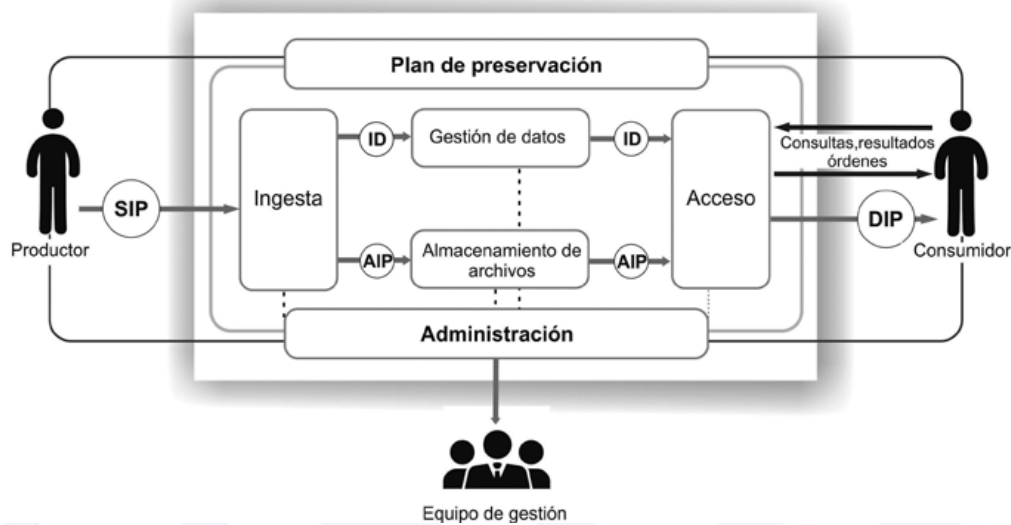 Plan de preservación
ID
Gestión de datos
ID
Consultas,resultados
órdenes
Ingesta
Acceso
SIP
DIP
Productor
Consumidor
AIP
Almacenamiento de
archivos
AIP
Administración
Equipo de gestión